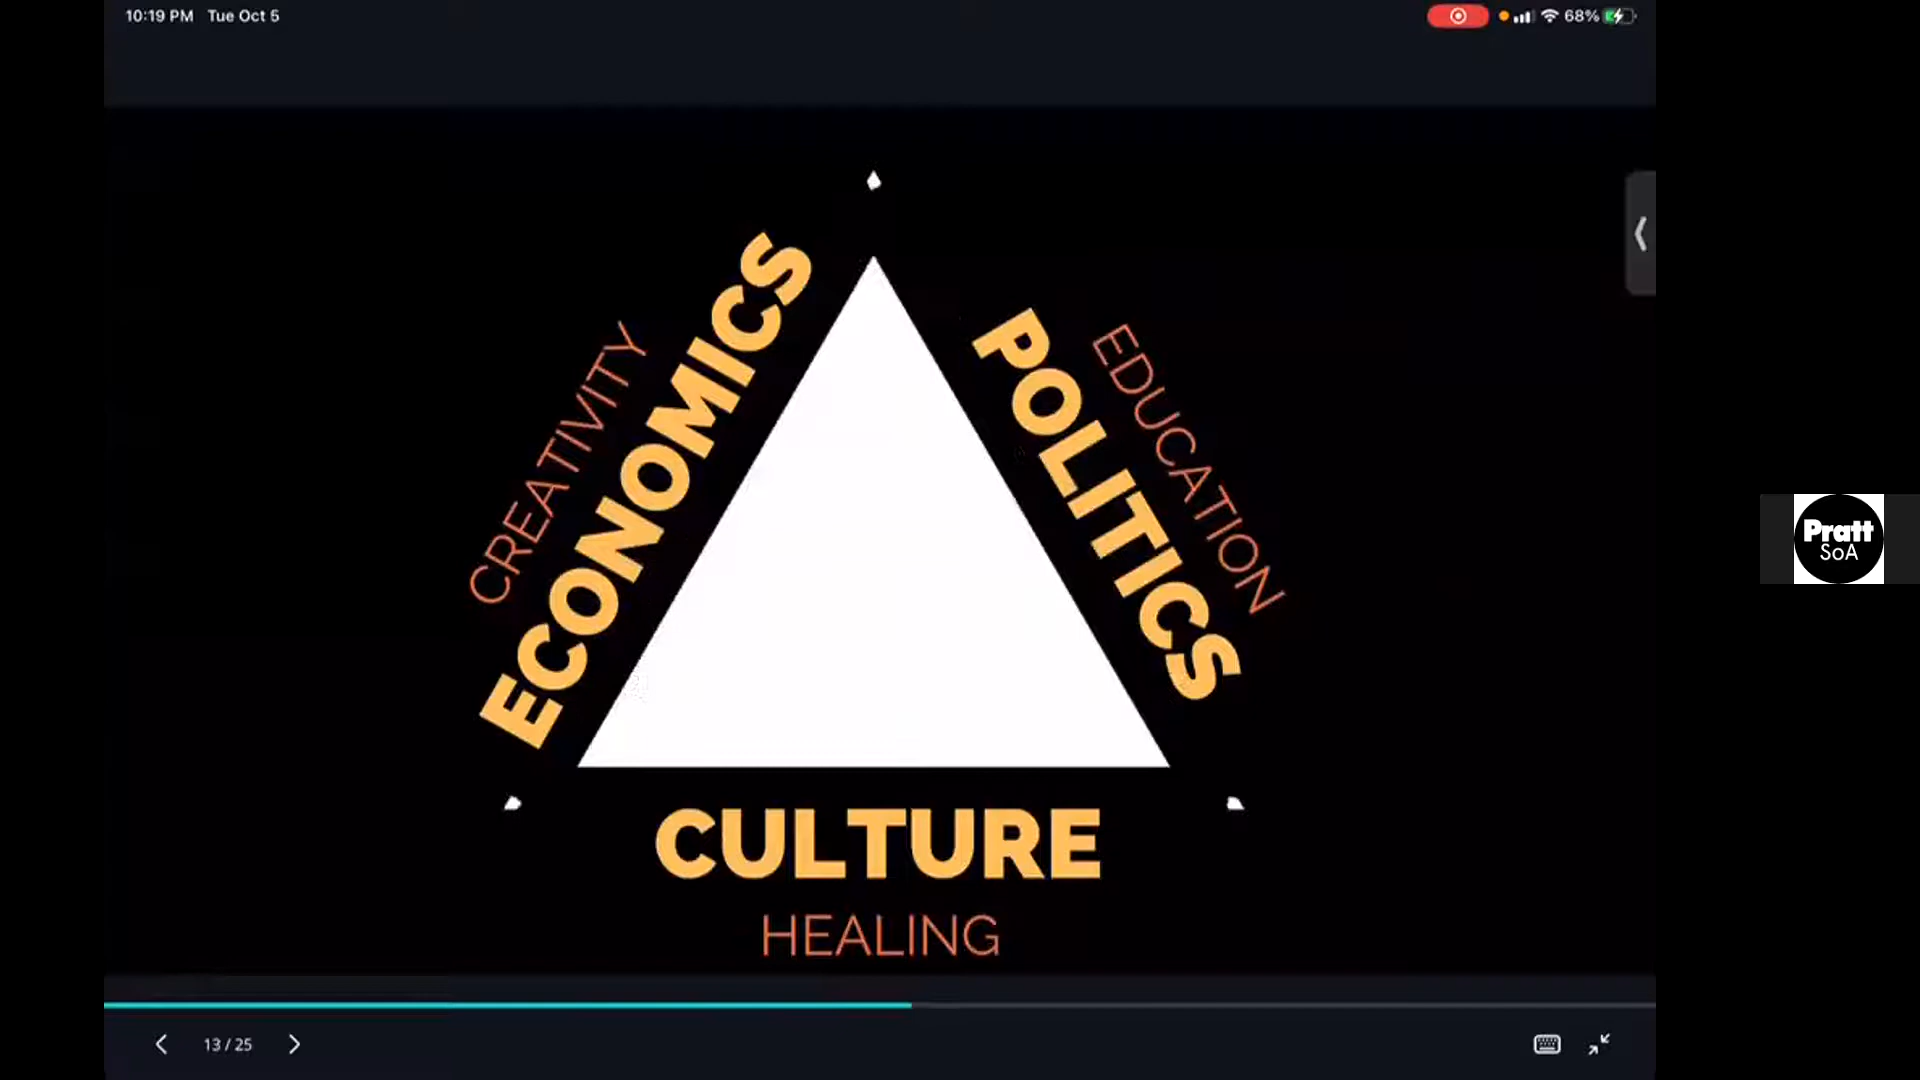 10:19 PM Tue Oct 5
68%
CREATIVITY
ECONOMICS
POLITICS
EDUCATION
CULTURE
HEALING
Pratt
SoA
13 / 25